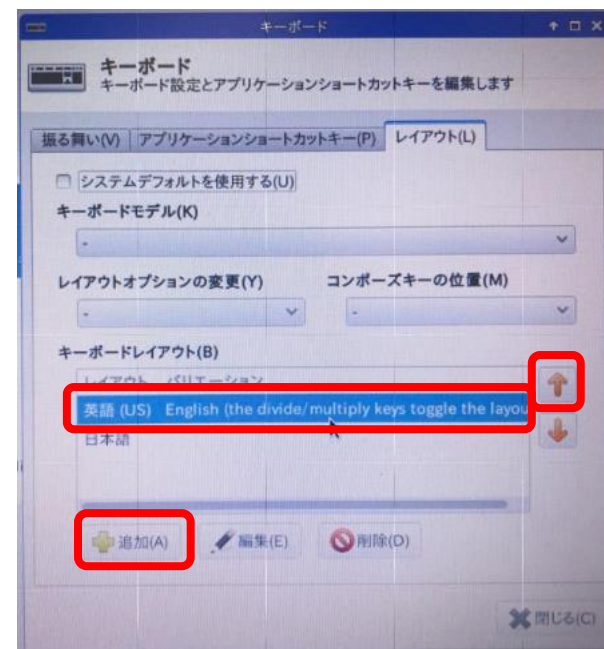 キーボード
キーボード
キーボード設定とアプリケーションショートカットキーを編集します
振る舞い(V) アプリケーションショートカットキー(P) レイアウト(L)
システムデフォルトを使用する(U)
キーボードモデル(K)
-
レイアウトオプションの変更(Y) コンポーズキーの位置(M)
- -
キーボードレイアウト(B)
レイアウト バリエーション
英語 (US) English (the divide/multiply keys toggle the layou
日本語
追加(A) 編集(E) 削除(D)
閉じる(C)